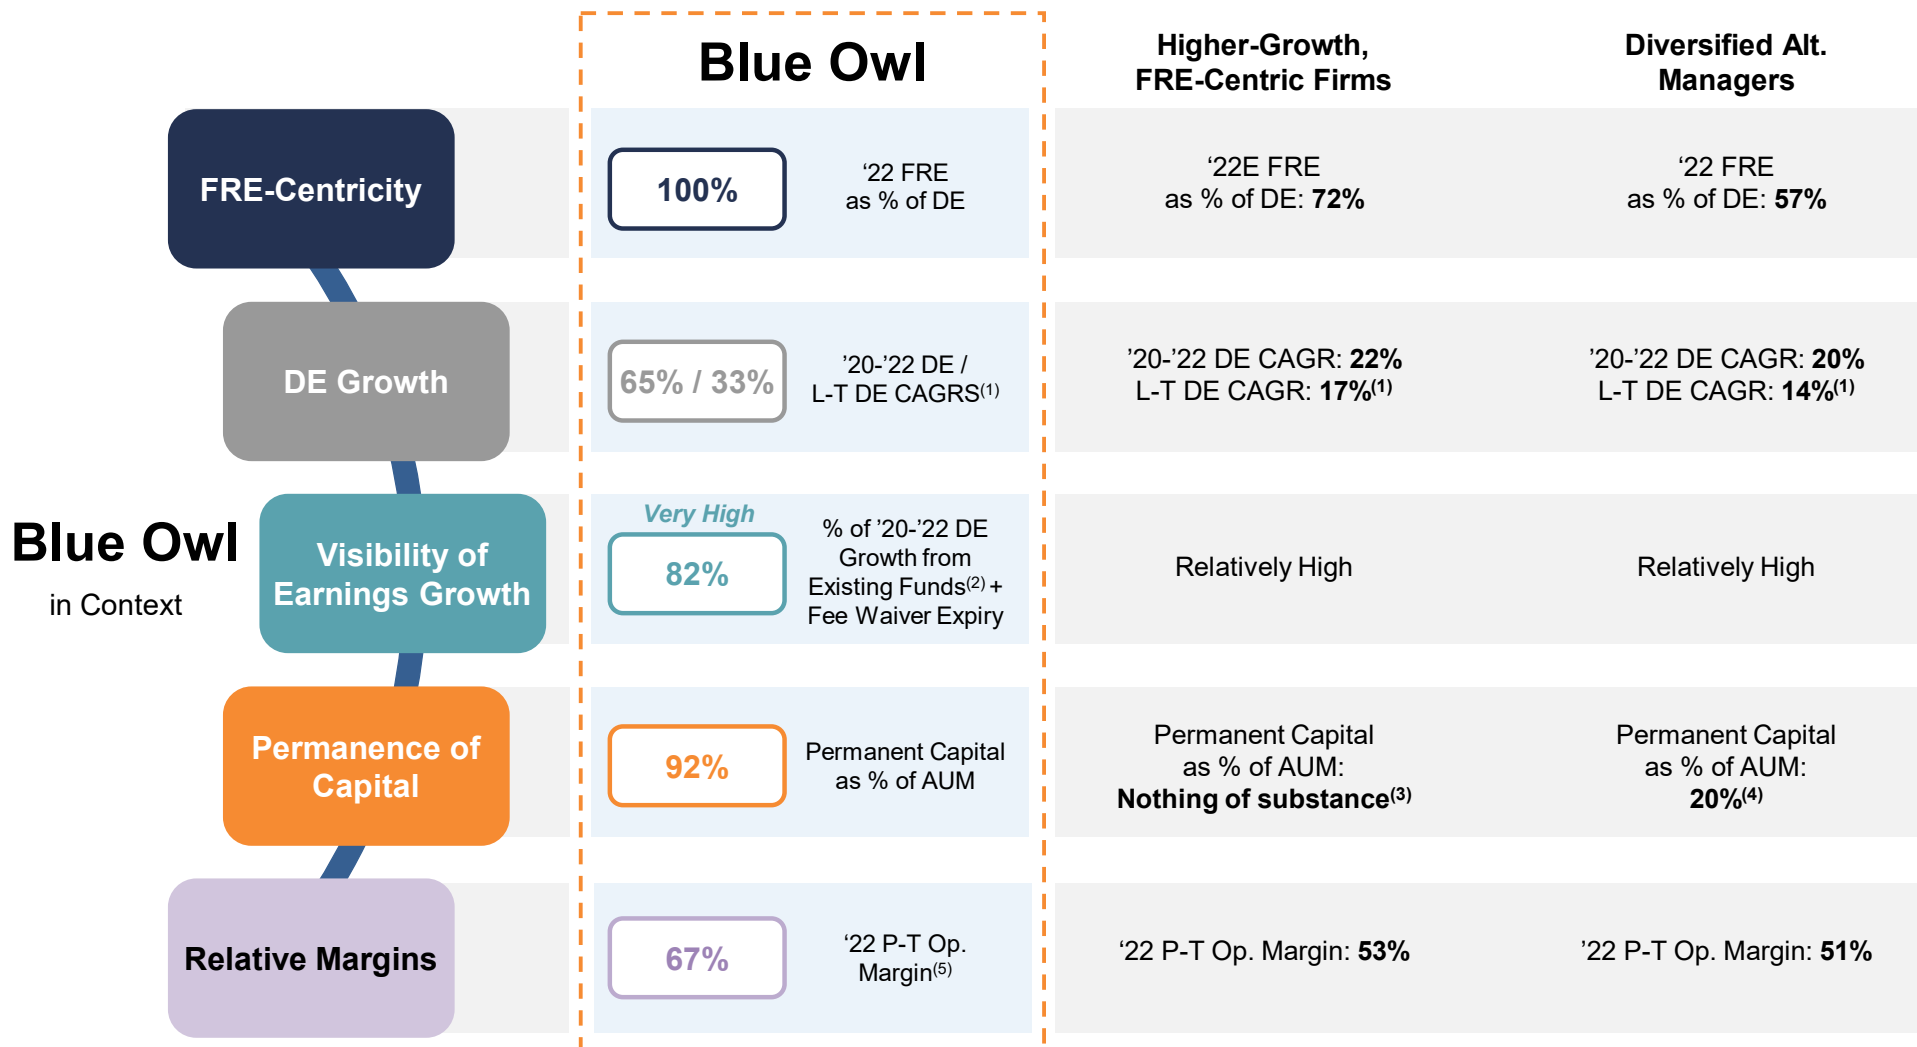 Blue Owl
Higher-Growth,
FRE-Centric Firms
Diversified Alt.
Managers
FRE-Centricity
100%
‘22 FRE
as % of DE
‘22E FRE
as % of DE: 72%
‘22 FRE
as % of DE: 57%
DE Growth
65% / 33%
’20-’22 DE /
L-T DE CAGRS(1)
’20-’22 DE CAGR: 22%
L-T DE CAGR: 17%(1)
’20-’22 DE CAGR: 20%
L-T DE CAGR: 14%(1)
Blue Owl
in Context
Visibility of
Earnings Growth
Very High
82%
% of ’20-’22 DE
Growth from
Existing Funds(2) +
Fee Waiver Expiry
Relatively High
Relatively High
Permanence of
Capital
92%
Permanent Capital
as % of AUM
Permanent Capital
as % of AUM:
Nothing of substance(3)
Permanent Capital
as % of AUM:
20%(4)
Relative Margins
67%
‘22 P-T Op.
Margin(5)
‘22 P-T Op. Margin: 53%
’22 P-T Op. Margin: 51%